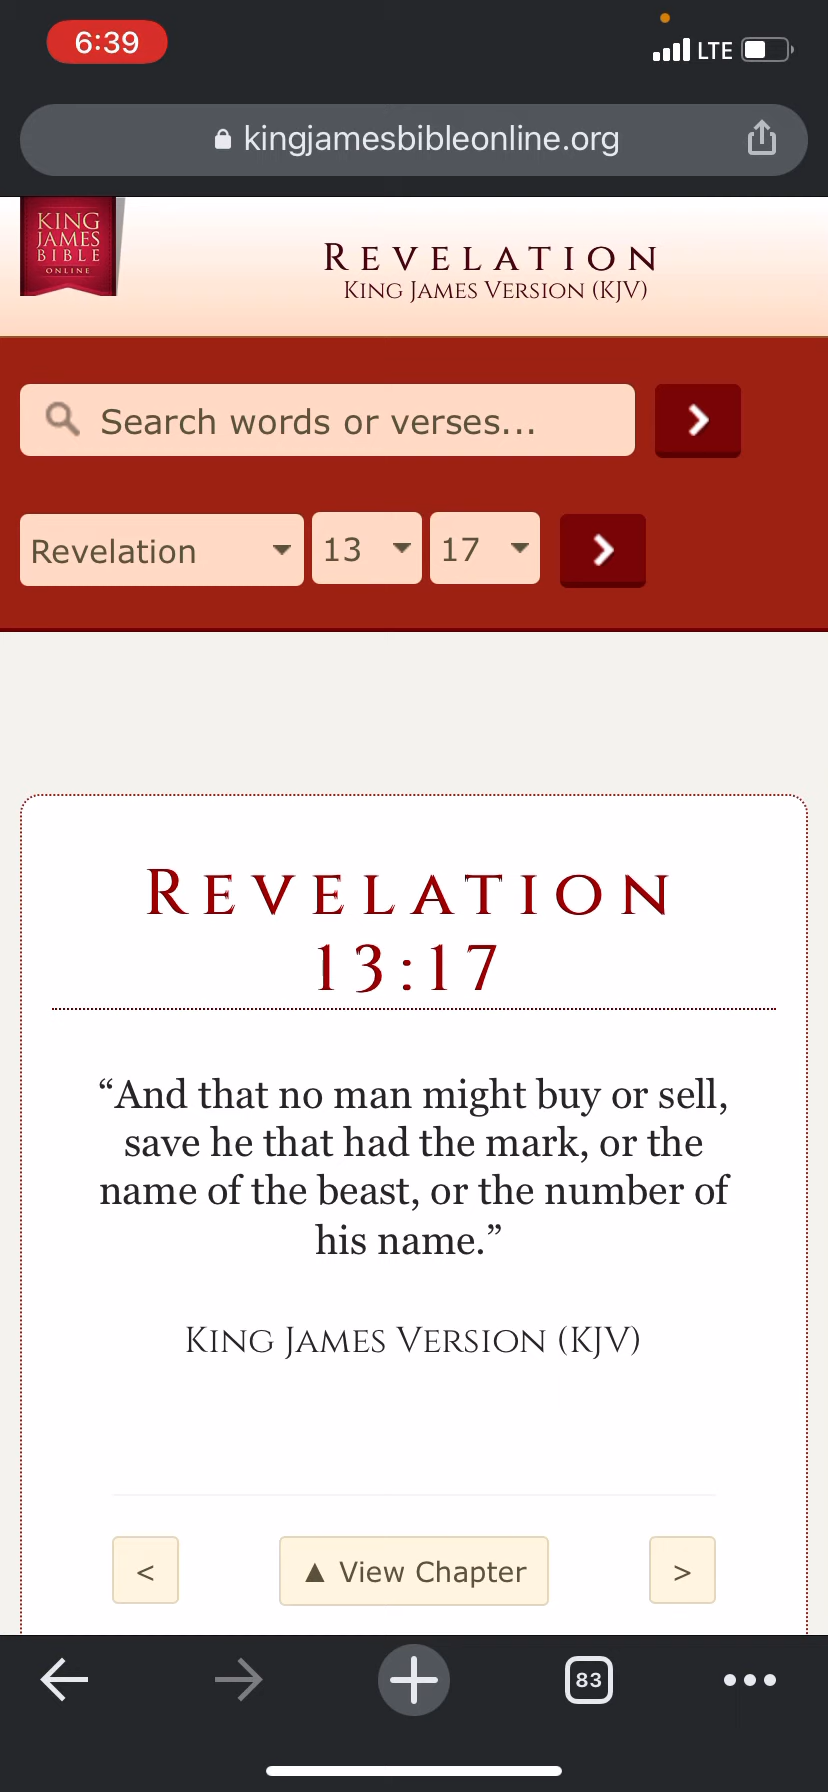 6:39
LTE
kingjamesbibleonline.org
KING
JAMES
BIBLE
ONLINE
REVELATION
KING JAMES VERSION (KJV)
Search words or verses...
Revelation 13 17
REVELATION
13:17
“And that no man might buy or sell,
save he that had the mark, or the
name of the beast, or the number of
his name.”
KING JAMES VERSION (KJV)
< ▲ View Chapter >
83